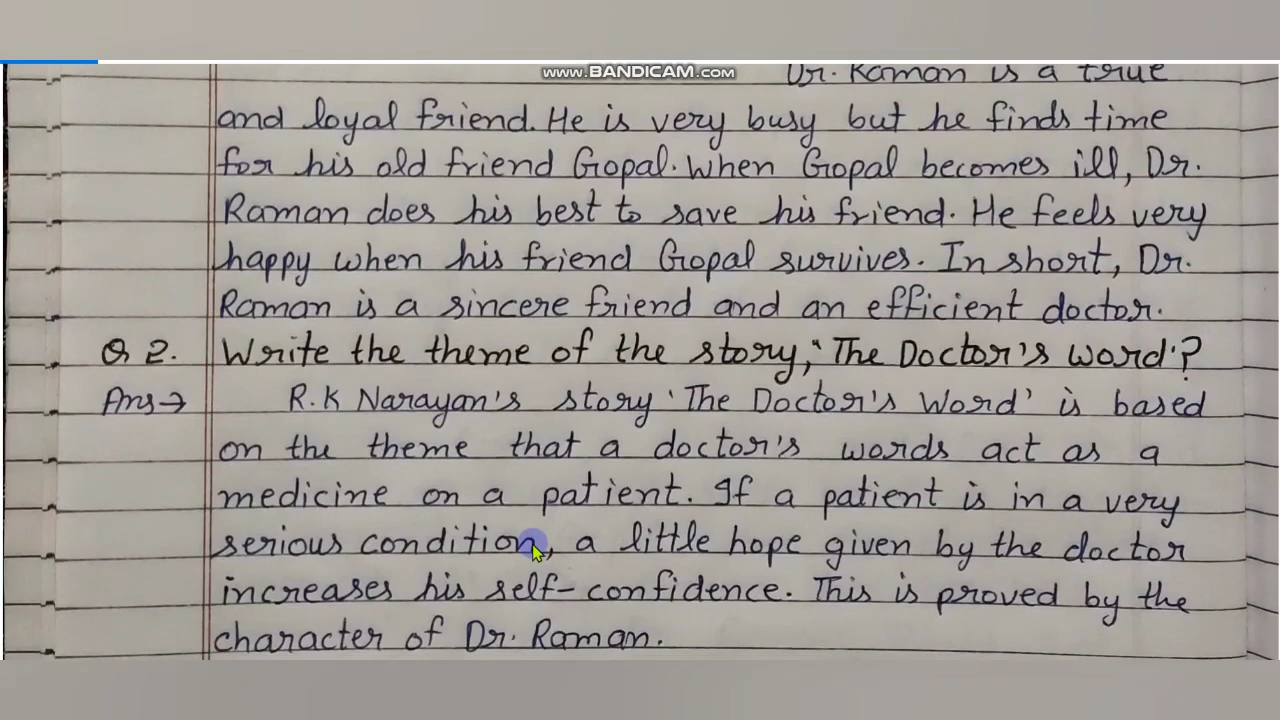 www.BANDICAM.com
Dr. Raman is a true
and loyal friend. He is very busy but he finds time
for his old friend Gopal. When Gopal becomes ill, Dr.
Raman does his best to save his friend. He feels very
happy when his friend Gopal survives. In short, Dr.
Raman is a sincere friend and an efficient doctor.
Q 2. Write the theme of the story, "The Doctor's word'?
Ans→ R.K Narayan's story 'The Doctor's Word' is based
on the theme that a doctor's words act as a
medicine on a patient. If a patient is in a very
serious condition, a little hope given by the doctor
increases his self-confidence. This is proved by the
character of Dr. Raman.